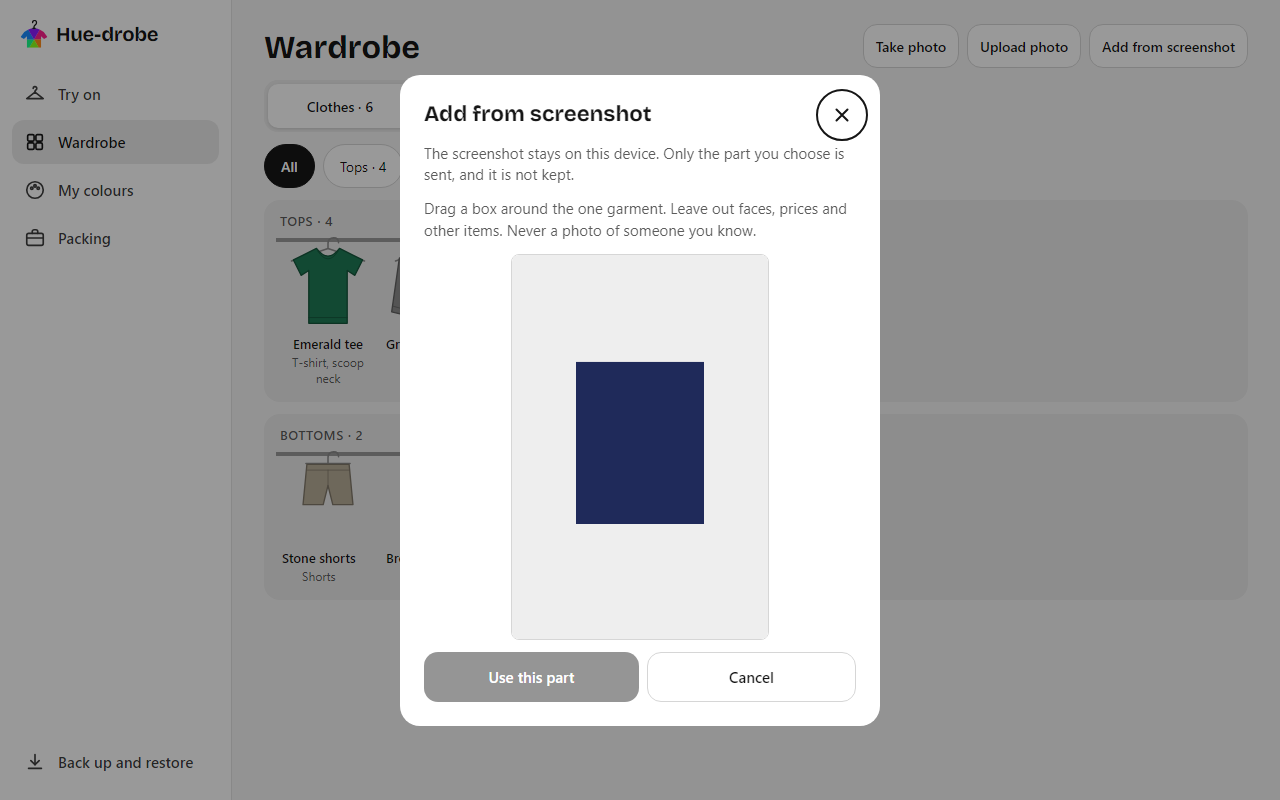 Hue-drobe
Try on
Wardrobe
My colours
Packing
Back up and restore
Wardrobe
Take photo
Upload photo
Add from screenshot
Clothes · 6
All
Tops · 4
TOPS · 4
Emerald tee
T-shirt, scoop
neck
BOTTOMS · 2
Stone shorts
Shorts
Add from screenshot
The screenshot stays on this device. Only the part you choose is
sent, and it is not kept.
Drag a box around the one garment. Leave out faces, prices and
other items. Never a photo of someone you know.
Use this part
Cancel